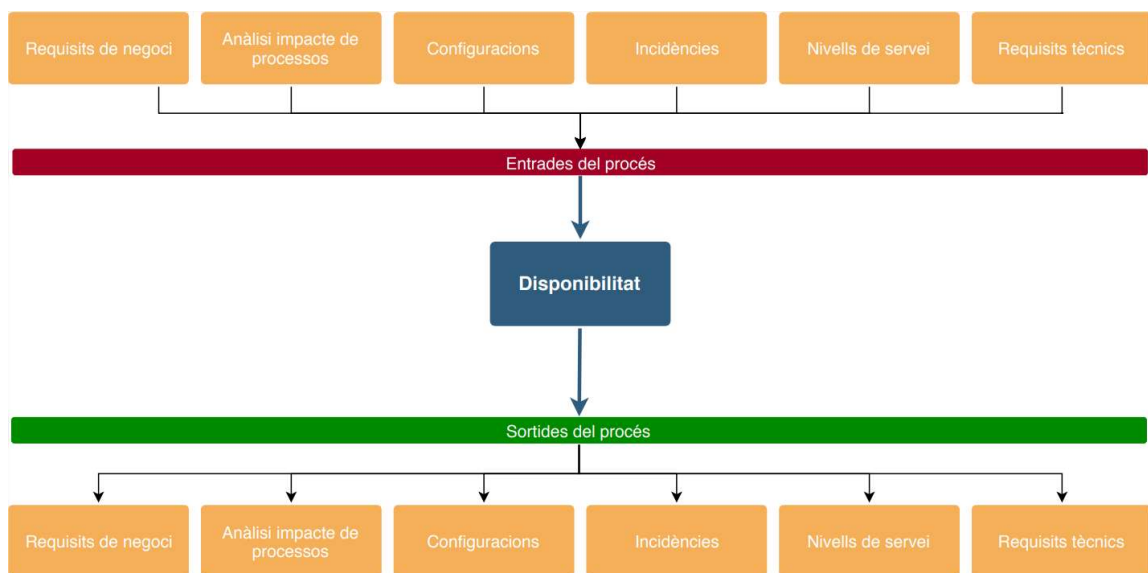 Requisits de negoci
Anàlisi impacte de
processos
Configuracions
Incidències
Nivells de servei
Requisits tècnics
Entrades del procés
Disponibilitat
Sortides del procés
Requisits de negoci
Anàlisi impacte de
processos
Configuracions
Incidències
Nivells de servei
Requisits tècnics